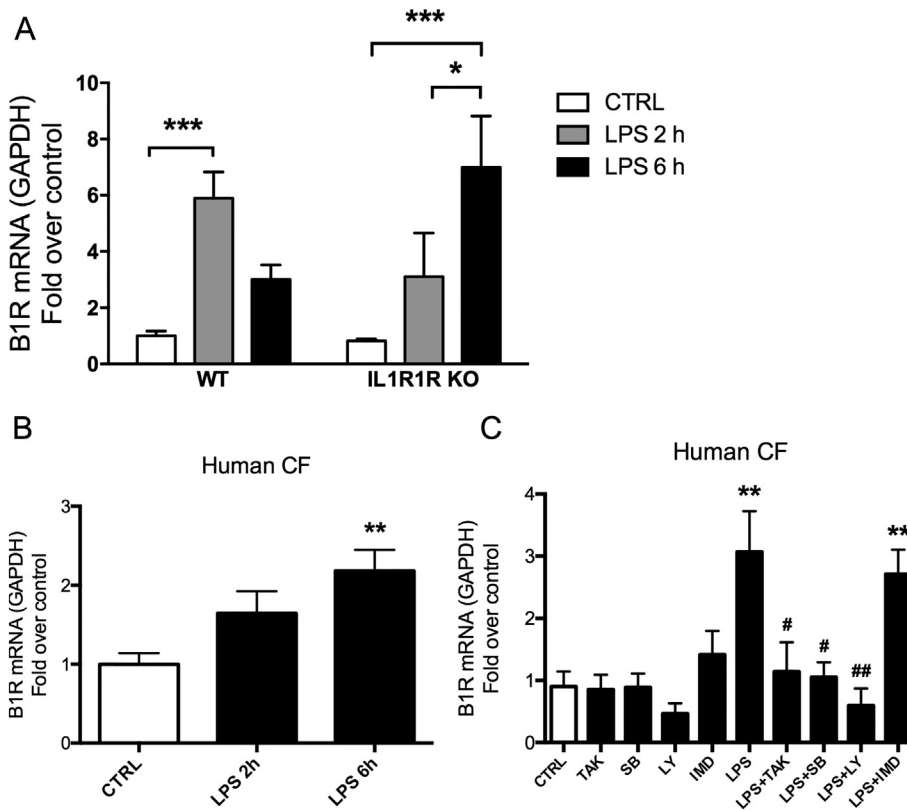 A
B1R mRNA (GAPDH)
Fold over control
10
8
6
4
2
0
***
***
*
WT
IL1R1R KO
CTRL
LPS 2 h
LPS 6 h
B
Human CF
B1R mRNA (GAPDH)
Fold over control
3
2
1
0
**
CTRL
LPS 2h
LPS 6h
C
Human CF
B1R mRNA (GAPDH)
Fold over control
4
3
2
1
0
**
#
#
##
**
CTRL
TAK
SB
LY
IMD
LPS
LPS+TAK
LPS+SB
LPS+LY
LPS+IMD